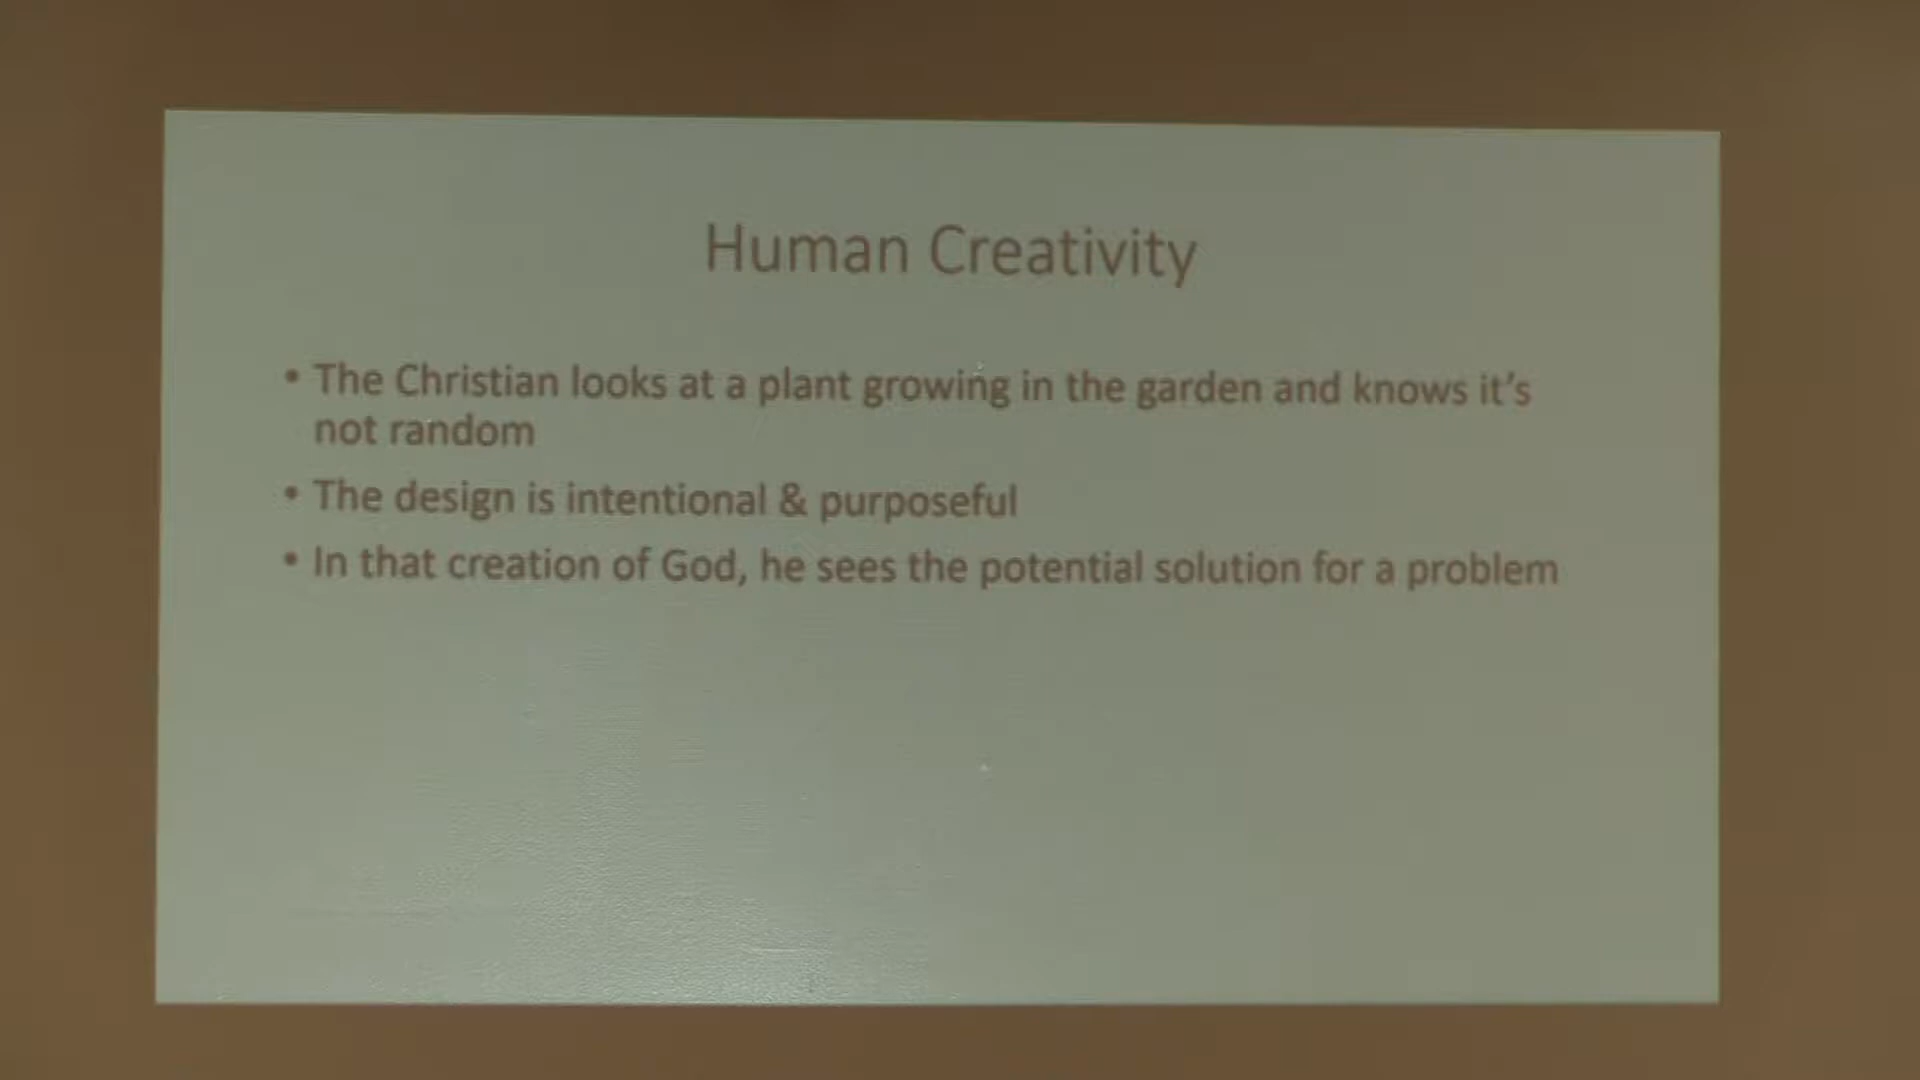 Human Creativity
• The Christian looks at a plant growing in the garden and knows it's
not random
• The design is intentional & purposeful
• In that creation of God, he sees the potential solution for a problem